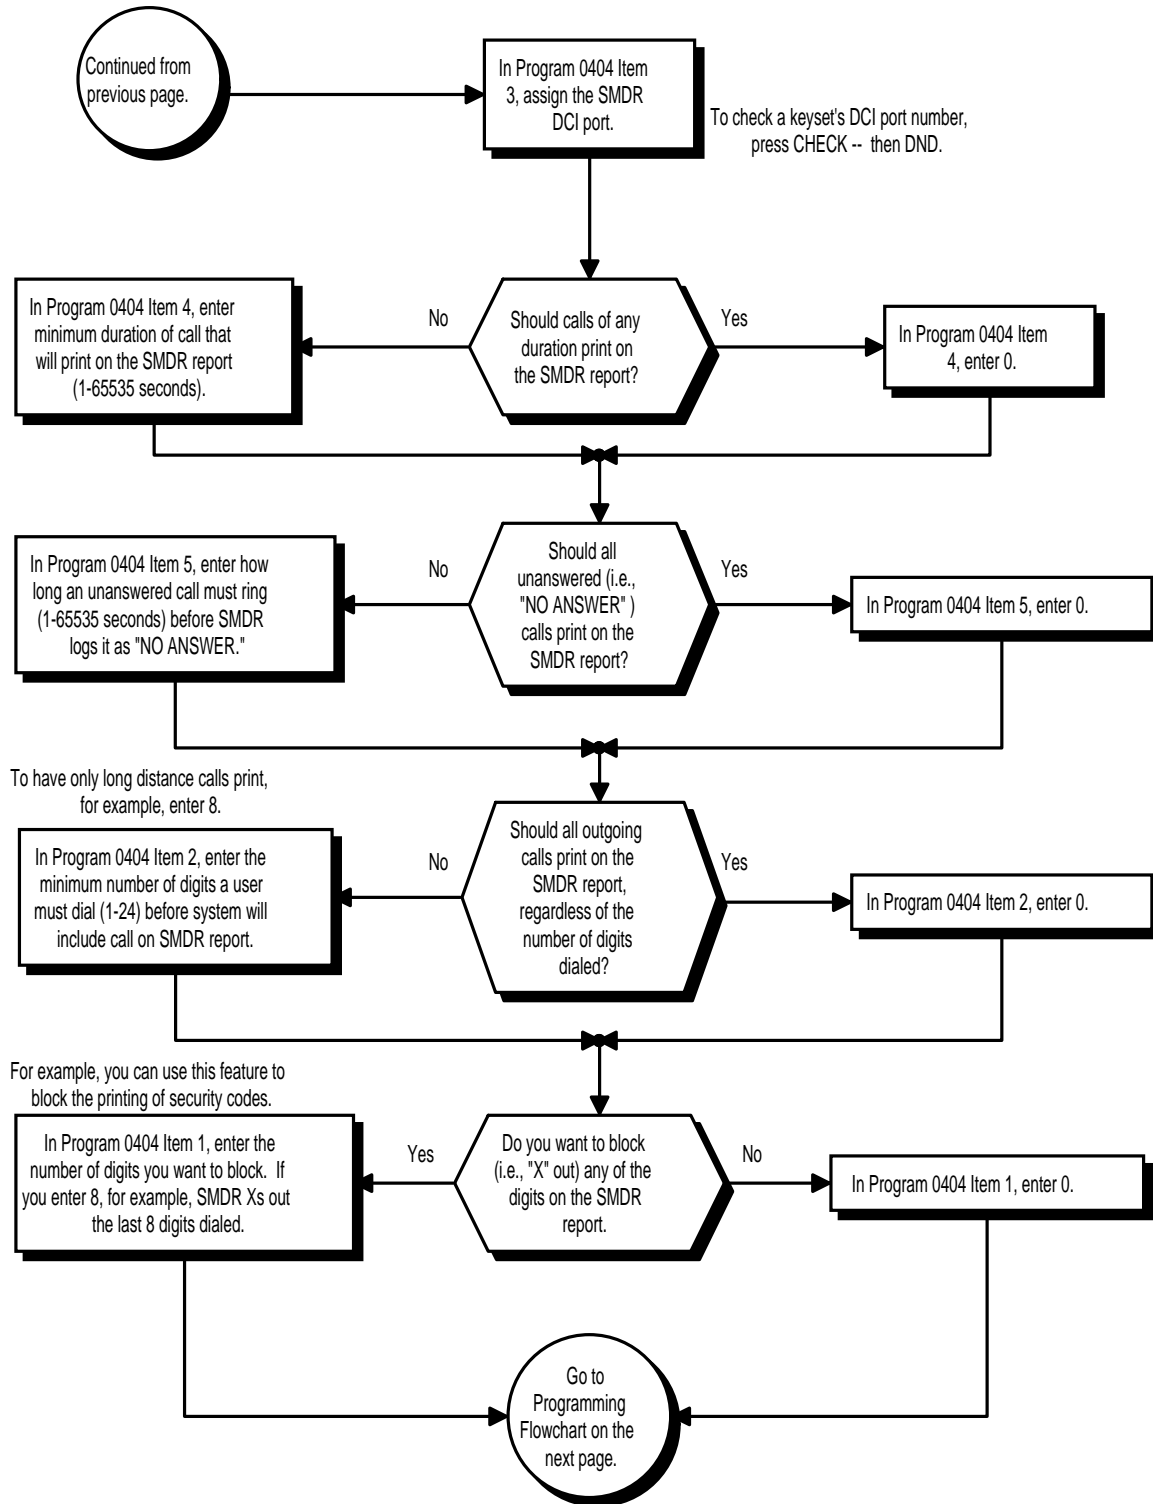 Continued from
previous page.
In Program 0404 Item
3, assign the SMDR
DCI port.
To check a keyset's DCI port number,
press CHECK -- then DND.
In Program 0404 Item 4, enter
minimum duration of call that
will print on the SMDR report
(1-65535 seconds).
No
Should calls of any
duration print on
the SMDR report?
Yes
In Program 0404 Item
4, enter 0.
In Program 0404 Item 5, enter how
long an unanswered call must ring
(1-65535 seconds) before SMDR
logs it as "NO ANSWER."
No
Should all
unanswered (i.e.,
"NO ANSWER" )
calls print on the
SMDR report?
Yes
In Program 0404 Item 5, enter 0.
To have only long distance calls print,
for example, enter 8.
In Program 0404 Item 2, enter the
minimum number of digits a user
must dial (1-24) before system will
include call on SMDR report.
No
Should all outgoing
calls print on the
SMDR report,
regardless of the
number of digits
dialed?
Yes
In Program 0404 Item 2, enter 0.
For example, you can use this feature to
block the printing of security codes.
In Program 0404 Item 1, enter the
number of digits you want to block. If
you enter 8, for example, SMDR Xs out
the last 8 digits dialed.
Yes
Do you want to block
(i.e., "X" out) any of the
digits on the SMDR
report.
No
In Program 0404 Item 1, enter 0.
Go to
Programming
Flowchart on the
next page.